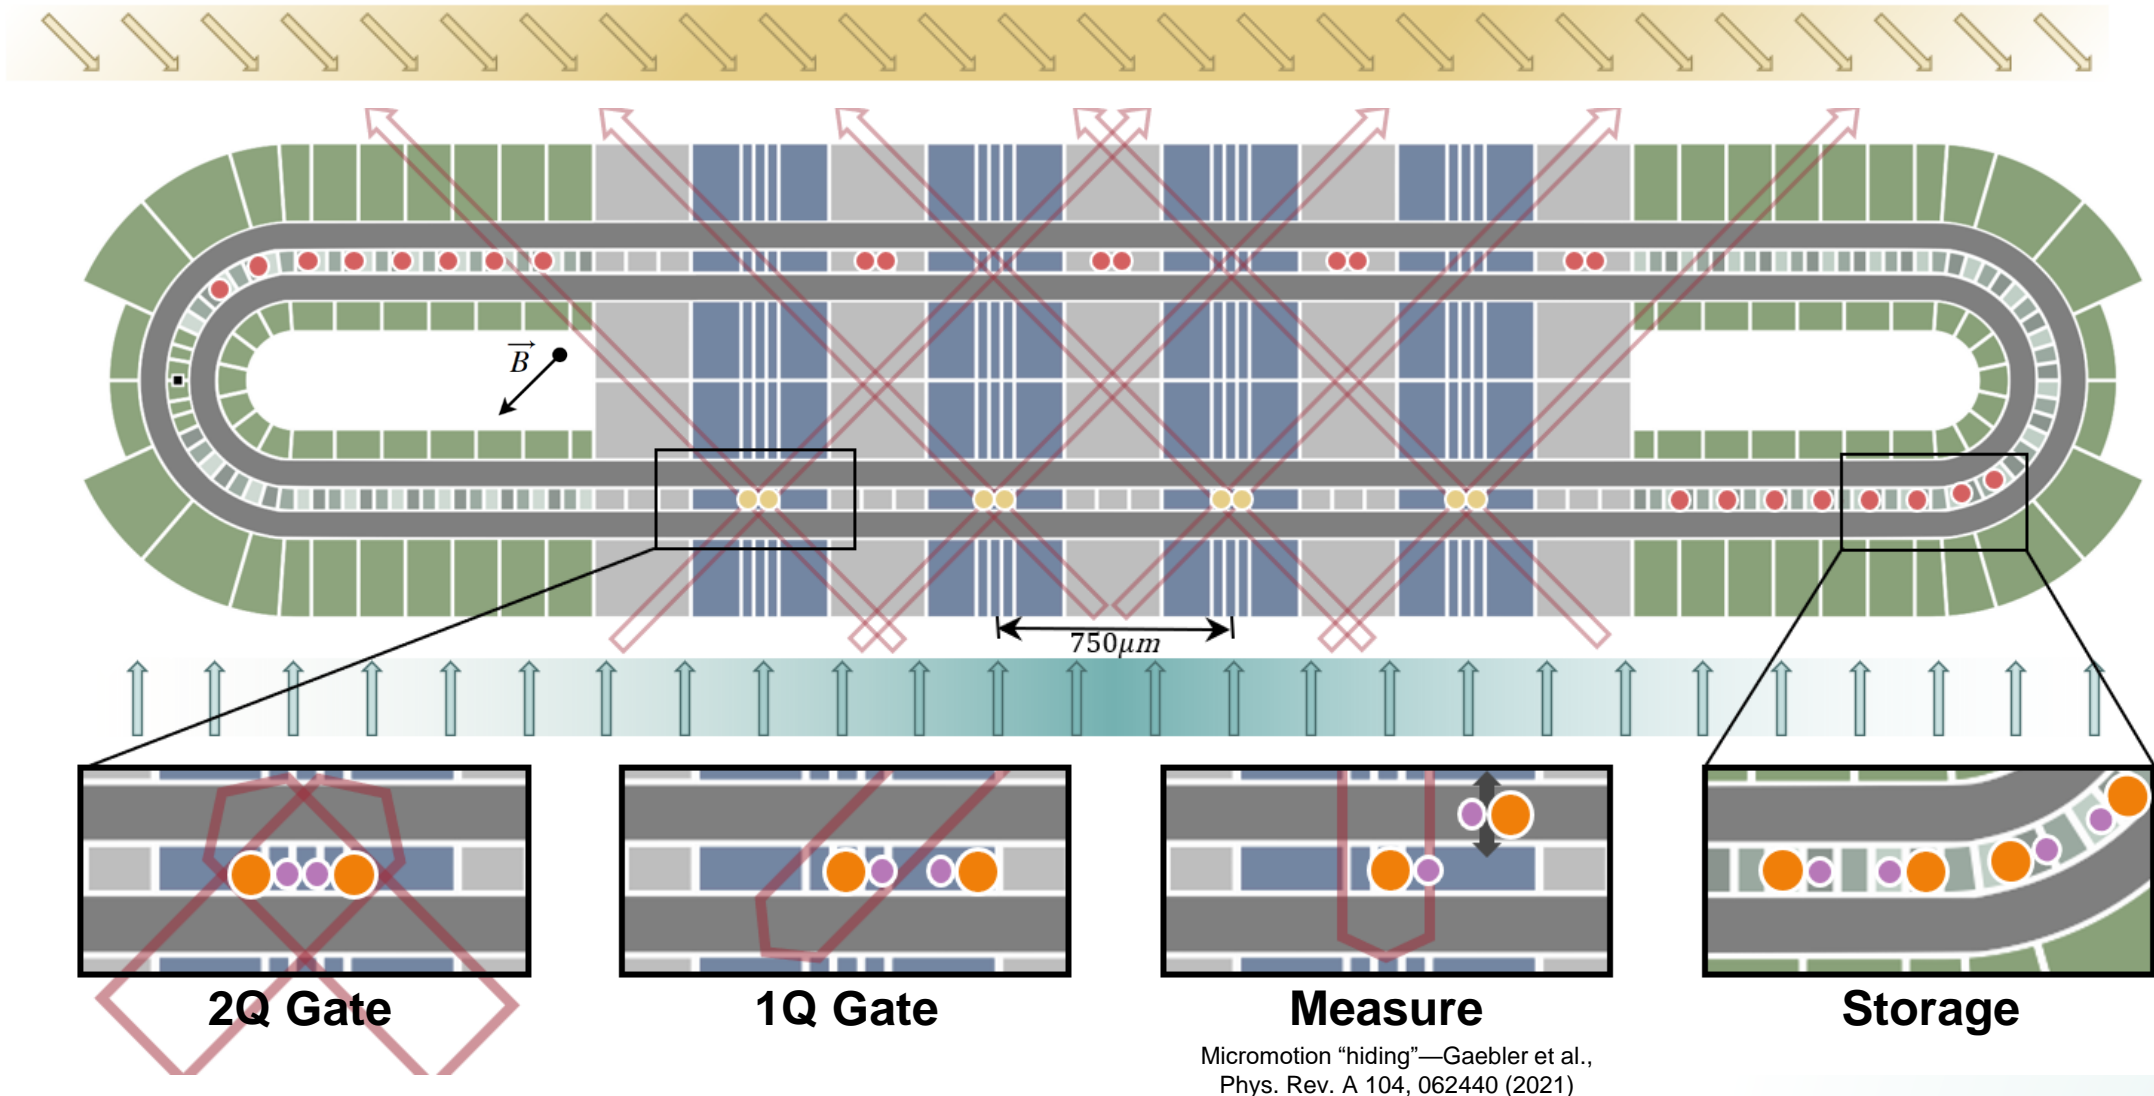 B
750μm
2Q Gate
1Q Gate
Measure
Storage
Micromotion “hiding”—Gaebler et al.,
Phys. Rev. A 104, 062440 (2021)